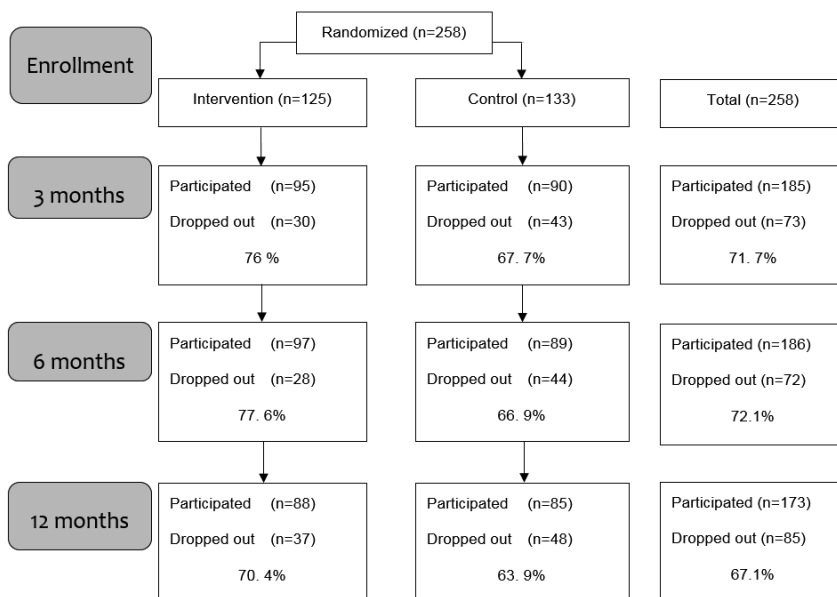 Randomized (n=258)
Enrollment
Intervention (n=125)
Control (n=133)
Total (n=258)
3 months
Participated (n=95)
Dropped out (n=30)
76 %
Participated (n=90)
Dropped out (n=43)
67. 7%
Participated (n=185)
Dropped out (n=73)
71. 7%
6 months
Participated (n=97)
Dropped out (n=28)
77. 6%
Participated (n=89)
Dropped out (n=44)
66. 9%
Participated (n=186)
Dropped out (n=72)
72.1%
12 months
Participated (n=88)
Dropped out (n=37)
70. 4%
Participated (n=85)
Dropped out (n=48)
63. 9%
Participated (n=173)
Dropped out (n=85)
67.1%